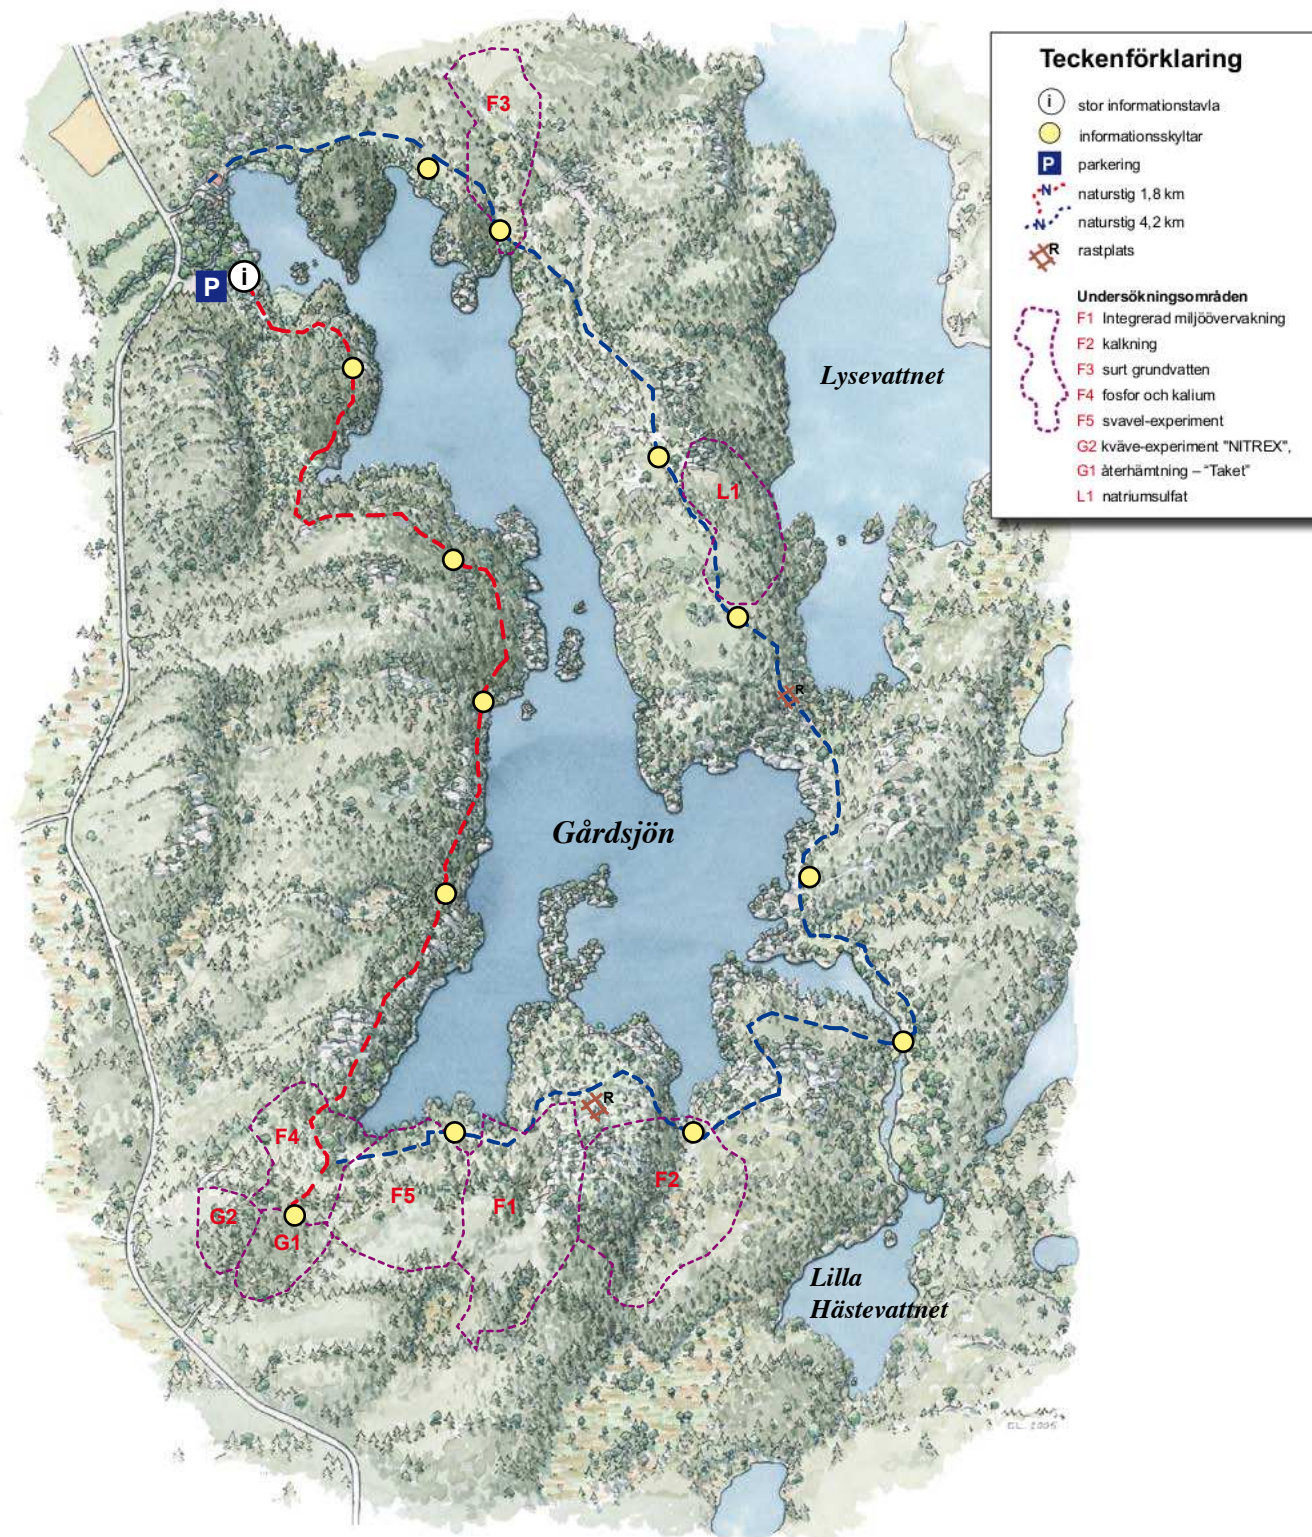 Teckenförklaring
i stor informationstavla
informationsskyltar
P parkering
N naturstig 1,8 km
N naturstig 4,2 km
R rastplats
Undersökningsområden
F1 Integrerad miljöövervakning
F2 kalkning
F3 surt grundvatten
F4 fosfor och kalium
F5 svavel-experiment
G2 kväve-experiment "NITREX",
G1 återhämtning – "Taket"
L1 natriumsulfat
F3
P i
Lysevattnet
L1
R
Gårdsjön
R
F4
F5
F1
F2
G2
G1
Lilla
Hästevattnet